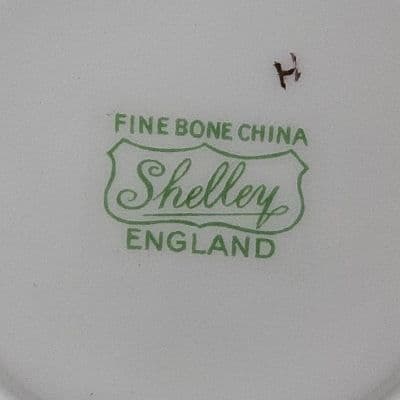 H
FINE BONE CHINA
Shelley
ENGLAND